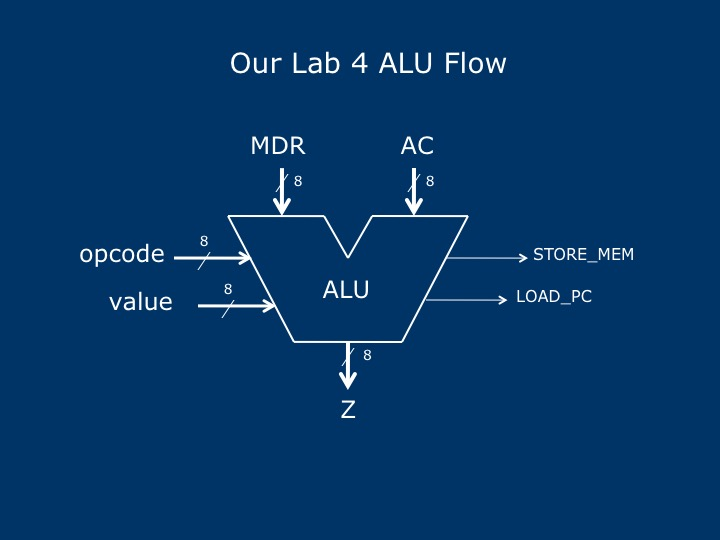 Our Lab 4 ALU Flow
MDR
AC
8
8
opcode
8
STORE_MEM
value
8
ALU
LOAD_PC
8
Z